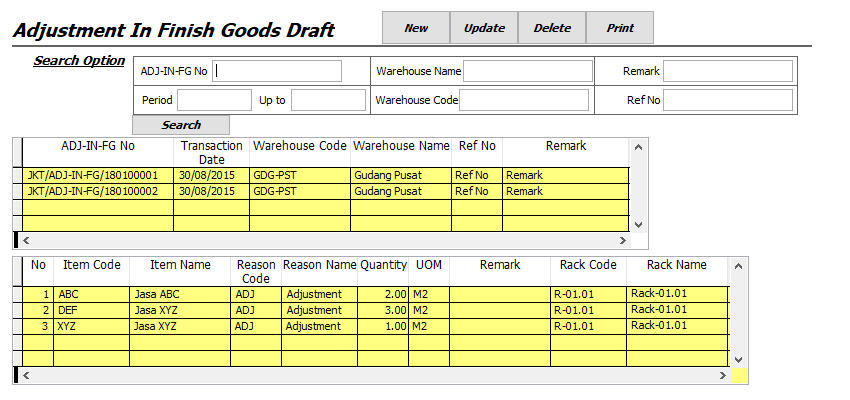 Adjustment In Finish Goods Draft New Update Delete Print
Search Option ADJ-IN-FG No Warehouse Name Remark
Period Up to Warehouse Code Ref No
Search
ADJ-IN-FG No Transaction Date Warehouse Code Warehouse Name Ref No Remark
JKT/ADJ-IN-FG/180100001 30/08/2015 GDG-PST Gudang Pusat Ref No Remark
JKT/ADJ-IN-FG/180100002 30/08/2015 GDG-PST Gudang Pusat Ref No Remark
No Item Code Item Name Reason Code Reason Name Quantity UOM Remark Rack Code Rack Name
1 ABC Jasa ABC ADJ Adjustment 2.00 M2 R-01.01 Rack-01.01
2 DEF Jasa XYZ ADJ Adjustment 3.00 M2 R-01.01 Rack-01.01
3 XYZ Jasa XYZ ADJ Adjustment 1.00 M2 R-01.01 Rack-01.01